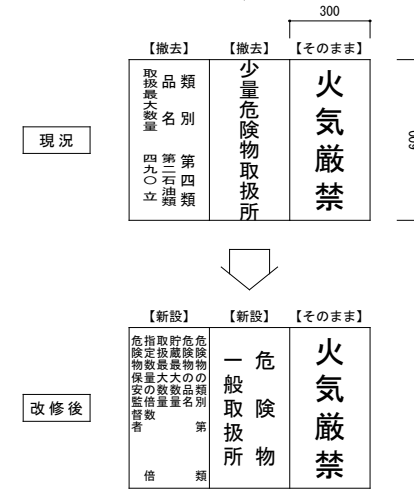 300
【撤去】
【撤去】
【そのまま】
現況
類別 第四類
品名 第二石油類
取扱最大数量 四九〇立
少量危険物取扱所
火気厳禁
【新設】
【新設】
【そのまま】
改修後
危険物の類別 第 類
危険物の品名
貯蔵最大数量
取扱最大数量
指定数量の倍数 倍
危険物保安監督者
危険物
一般取扱所
火気厳禁